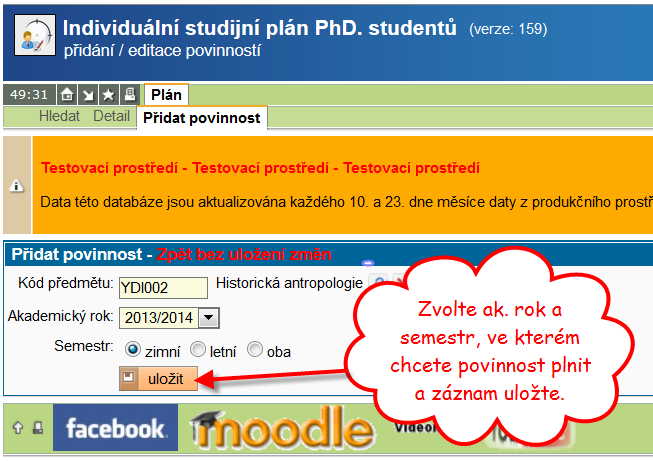 Individuální studijní plán PhD. studentů (verze: 159)
přidání / editace povinností
49:31 Plán
Hledat Detail Přidat povinnost
Testovací prostředí - Testovací prostředí - Testovací prostředí
Data této databáze jsou aktualizována každého 10. a 23. dne měsíce daty z produkčního prostř
Přidat povinnost - Zpět bez uložení změn
Kód předmětu: YDI002 Historická antropologie
Akademický rok: 2013/2014
Semestr: zimní letní oba
uložit
Zvolte ak. rok a
semestr, ve kterém
chcete povinnost plnit
a záznam uložte.
facebook. moodle